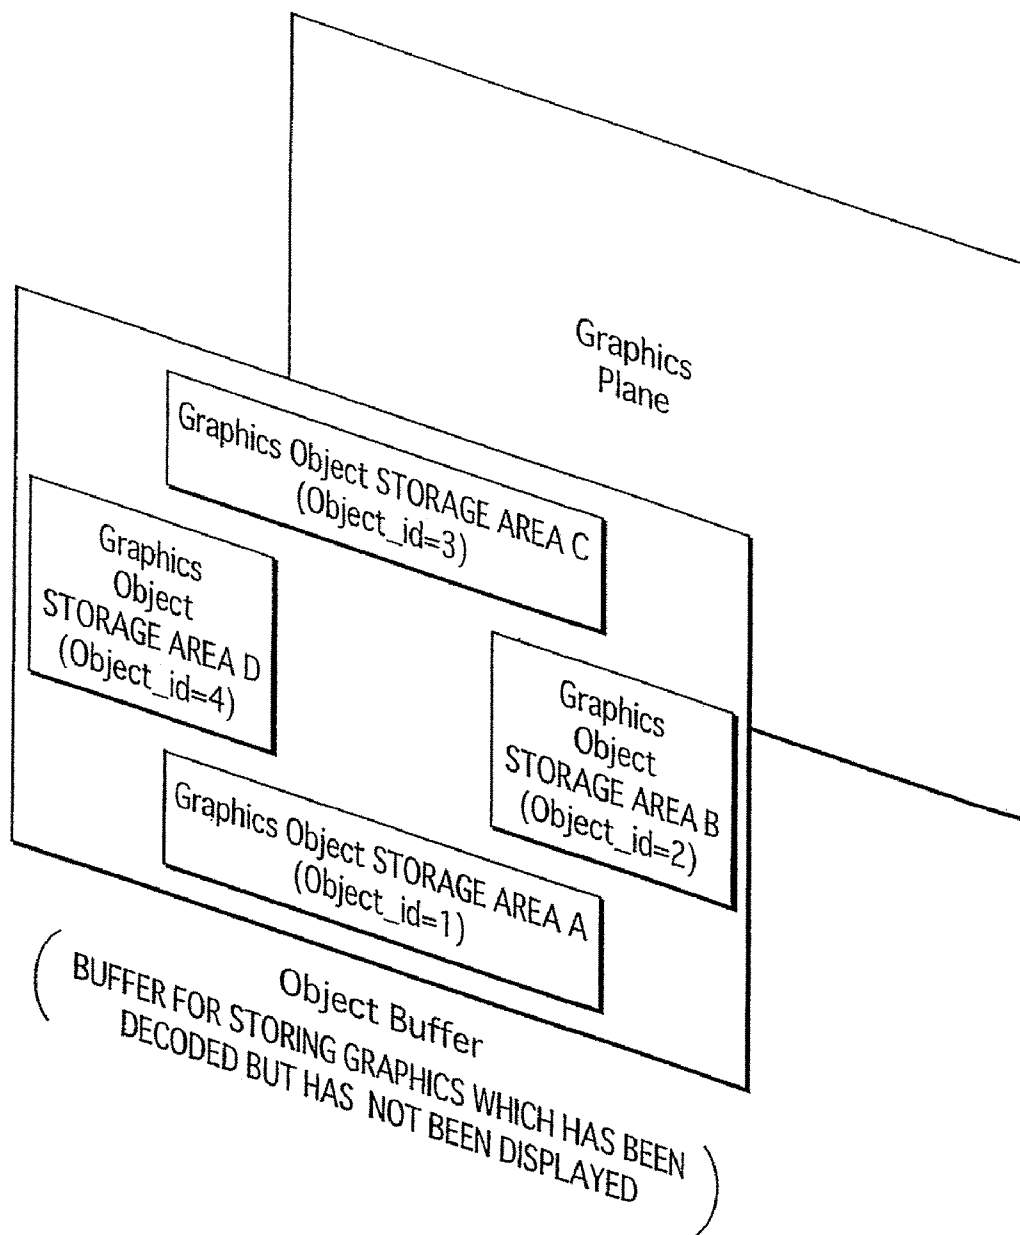 Graphics
Plane
Graphics Object STORAGE AREA C
(Object_id=3)
Graphics
Object
STORAGE AREA D
(Object_id=4)
Graphics
Object
STORAGE AREA B
(Object_id=2)
Graphics Object STORAGE AREA A
(Object_id=1)
Object Buffer
(BUFFER FOR STORING GRAPHICS WHICH HAS BEEN
DECODED BUT HAS NOT BEEN DISPLAYED)